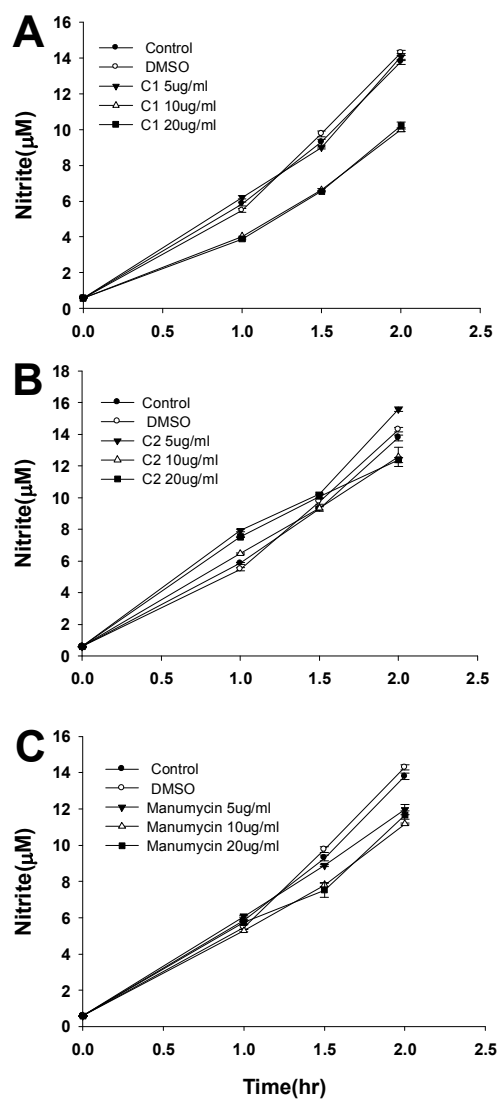 A
16
14
12
10
8
6
4
2
0
Nitrite(μM)
Control
DMSO
C1 5ug/ml
C1 10ug/ml
C1 20ug/ml
0.0 0.5 1.0 1.5 2.0 2.5
B
18
16
14
12
10
8
6
4
2
0
Nitrite(μM)
Control
DMSO
C2 5ug/ml
C2 10ug/ml
C2 20ug/ml
0.0 0.5 1.0 1.5 2.0 2.5
C
16
14
12
10
8
6
4
2
0
Nitrite(μM)
Control
DMSO
Manumycin 5ug/ml
Manumycin 10ug/ml
Manumycin 20ug/ml
0.0 0.5 1.0 1.5 2.0 2.5
Time(hr)